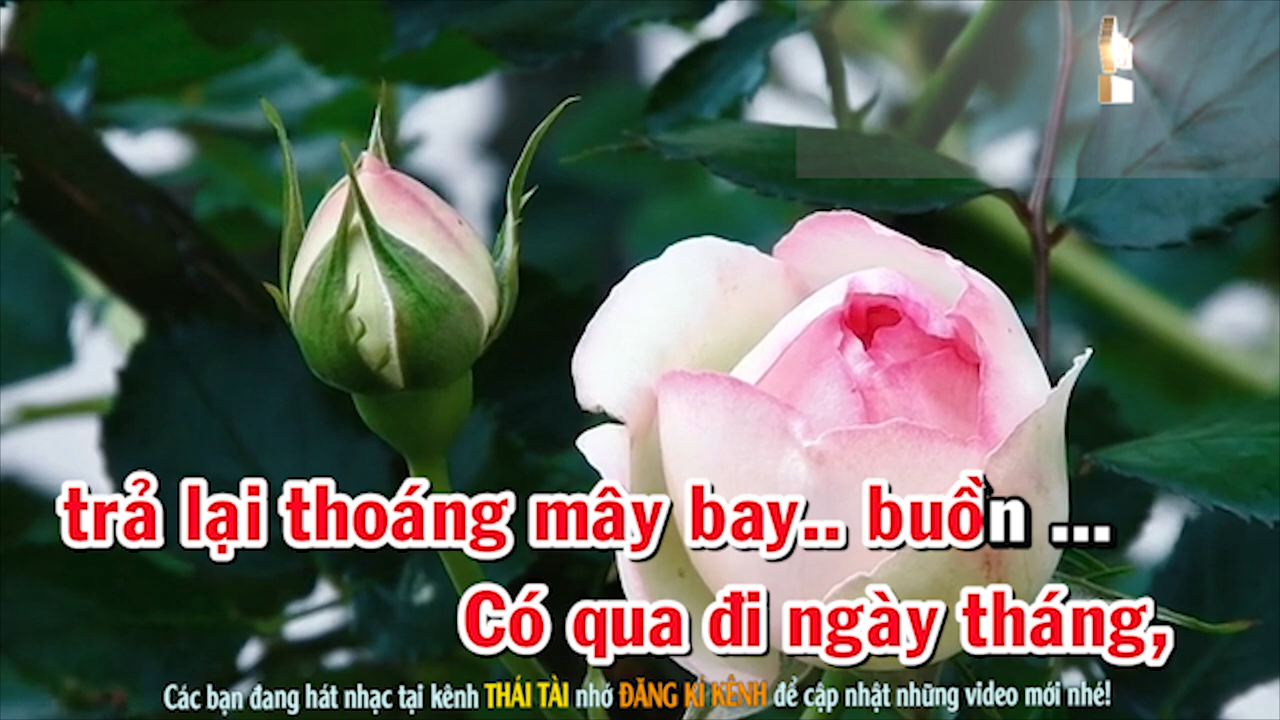 trả lại thoáng mây bay.. buồn ...
Có qua đi ngày tháng,
Các bạn đang hát nhạc tại kênh THÁI TÀI nhớ ĐĂNG KÍ KÊNH để cập nhật những video mới nhé!